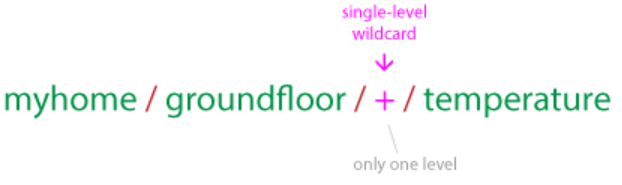 single-level
wildcard
myhome / groundfloor / + / temperature
only one level